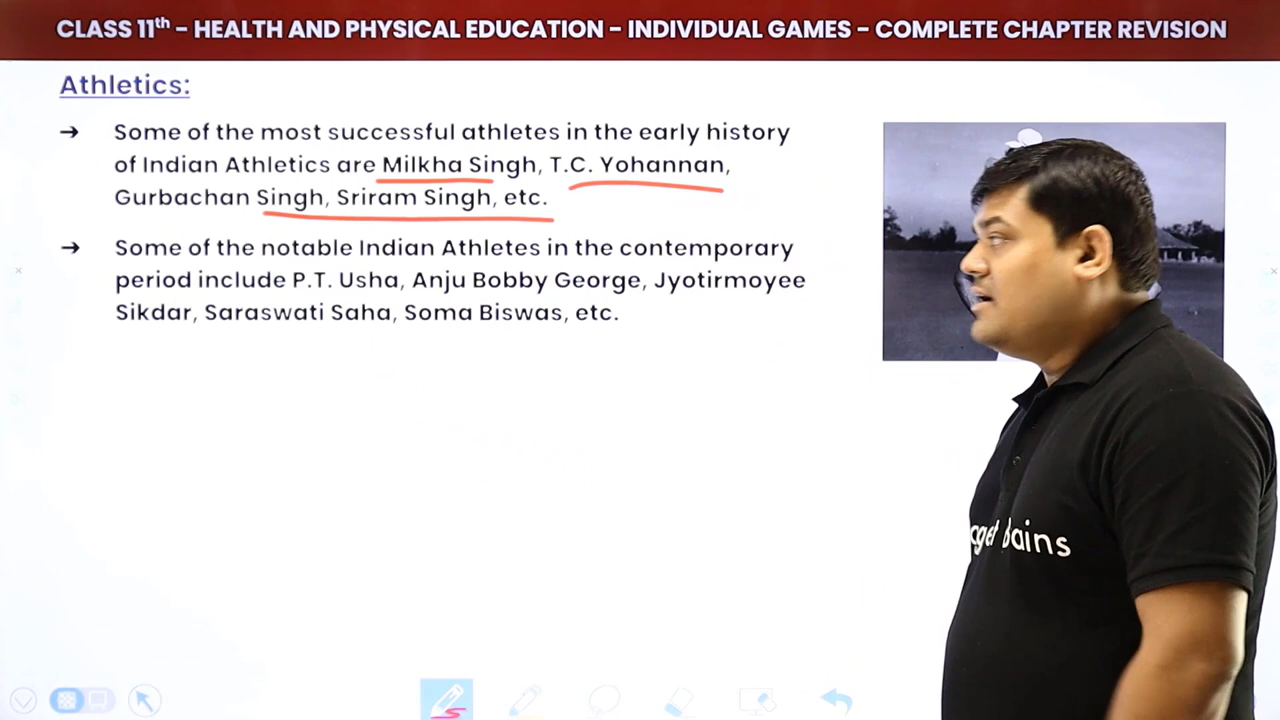 CLASS 11th – HEALTH AND PHYSICAL EDUCATION – INDIVIDUAL GAMES – COMPLETE CHAPTER REVISION
Athletics:
→ Some of the most successful athletes in the early history
of Indian Athletics are Milkha Singh, T.C. Yohannan,
Gurbachan Singh, Sriram Singh, etc.
→ Some of the notable Indian Athletes in the contemporary
period include P.T. Usha, Anju Bobby George, Jyotirmoyee
Sikdar, Saraswati Saha, Soma Biswas, etc.